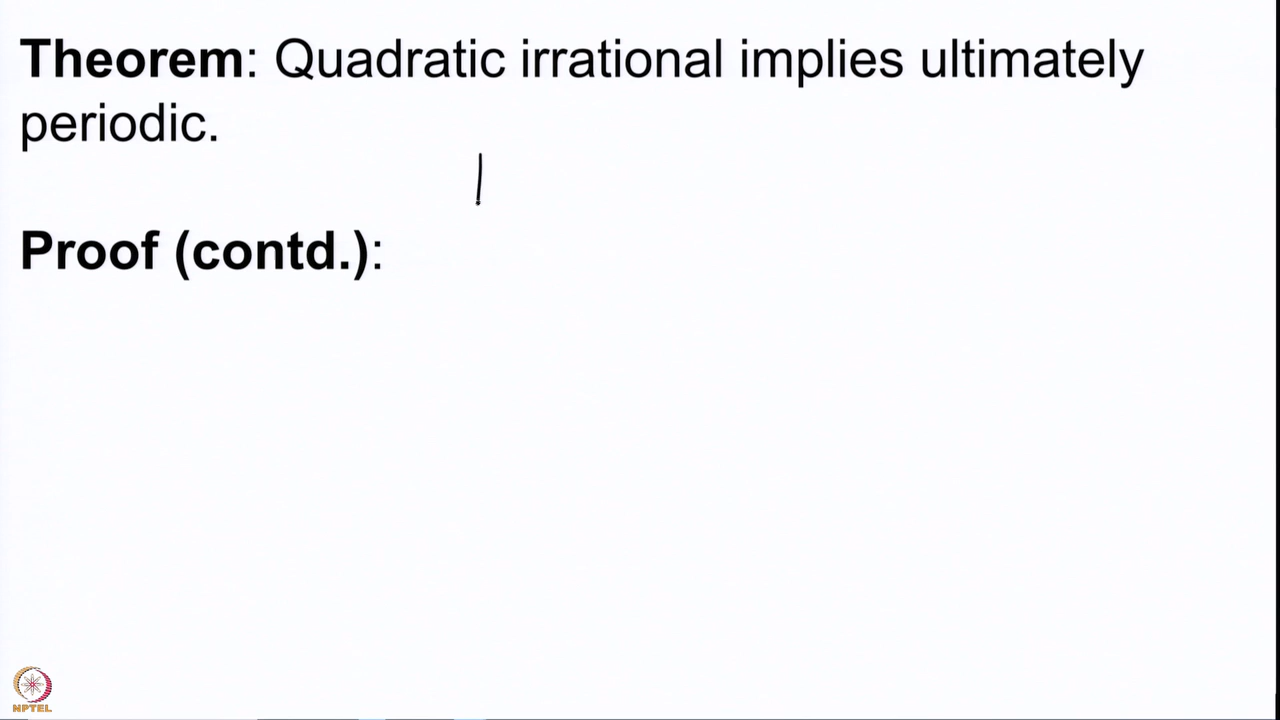 Theorem: Quadratic irrational implies ultimately
periodic.
Proof (contd.):
NPTEL